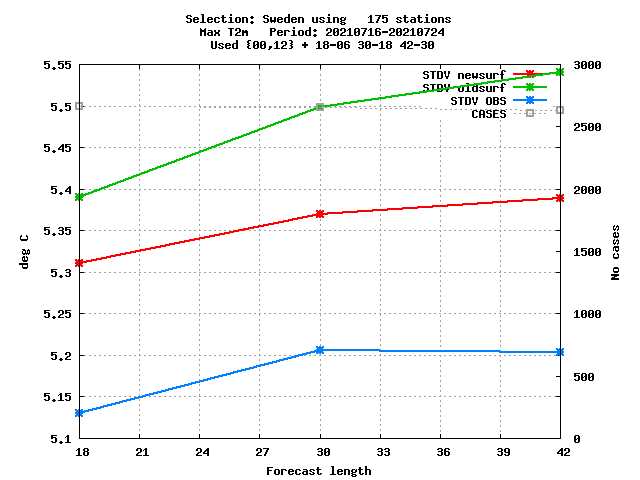 Selection: Sweden using   175 stations
Max T2m   Period: 20210716-20210724
Used {00,12} + 18-06 30-18 42-30
5.55
5.5
5.45
5.4
5.35
5.3
5.25
5.2
5.15
5.1
deg C
STDV newsurf
STDV oldsurf
STDV OBS
CASES
3000
2500
2000
1500
1000
500
0
No cases
18 21 24 27 30 33 36 39 42
Forecast length